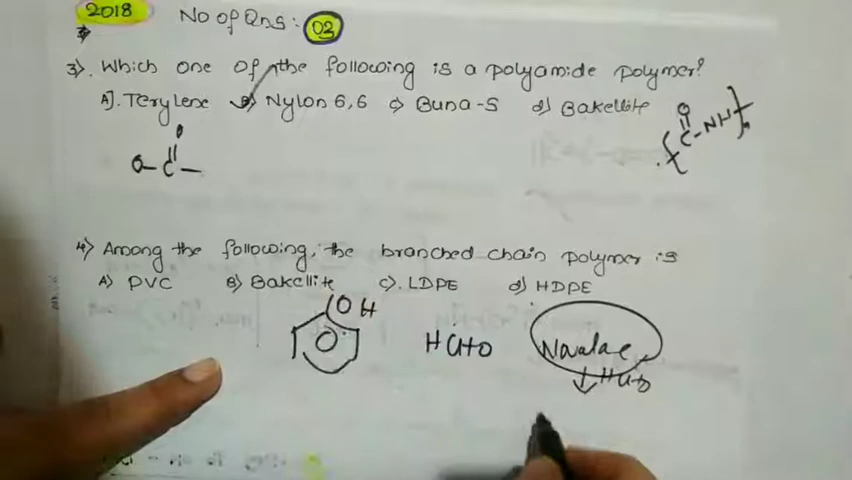 2018 No of Qns: 02
3). Which one of the following is a polyamide polymer?
A]. Terylene B) Nylon 6,6 c) Buna-S d) Bakellite
O
O-C-
O
C-NH
4) Among the following, the branched chain polymer is
A) PVC B) Bakellite c). LDPE d) HDPE
OH
HCHO Novalac
HCHO